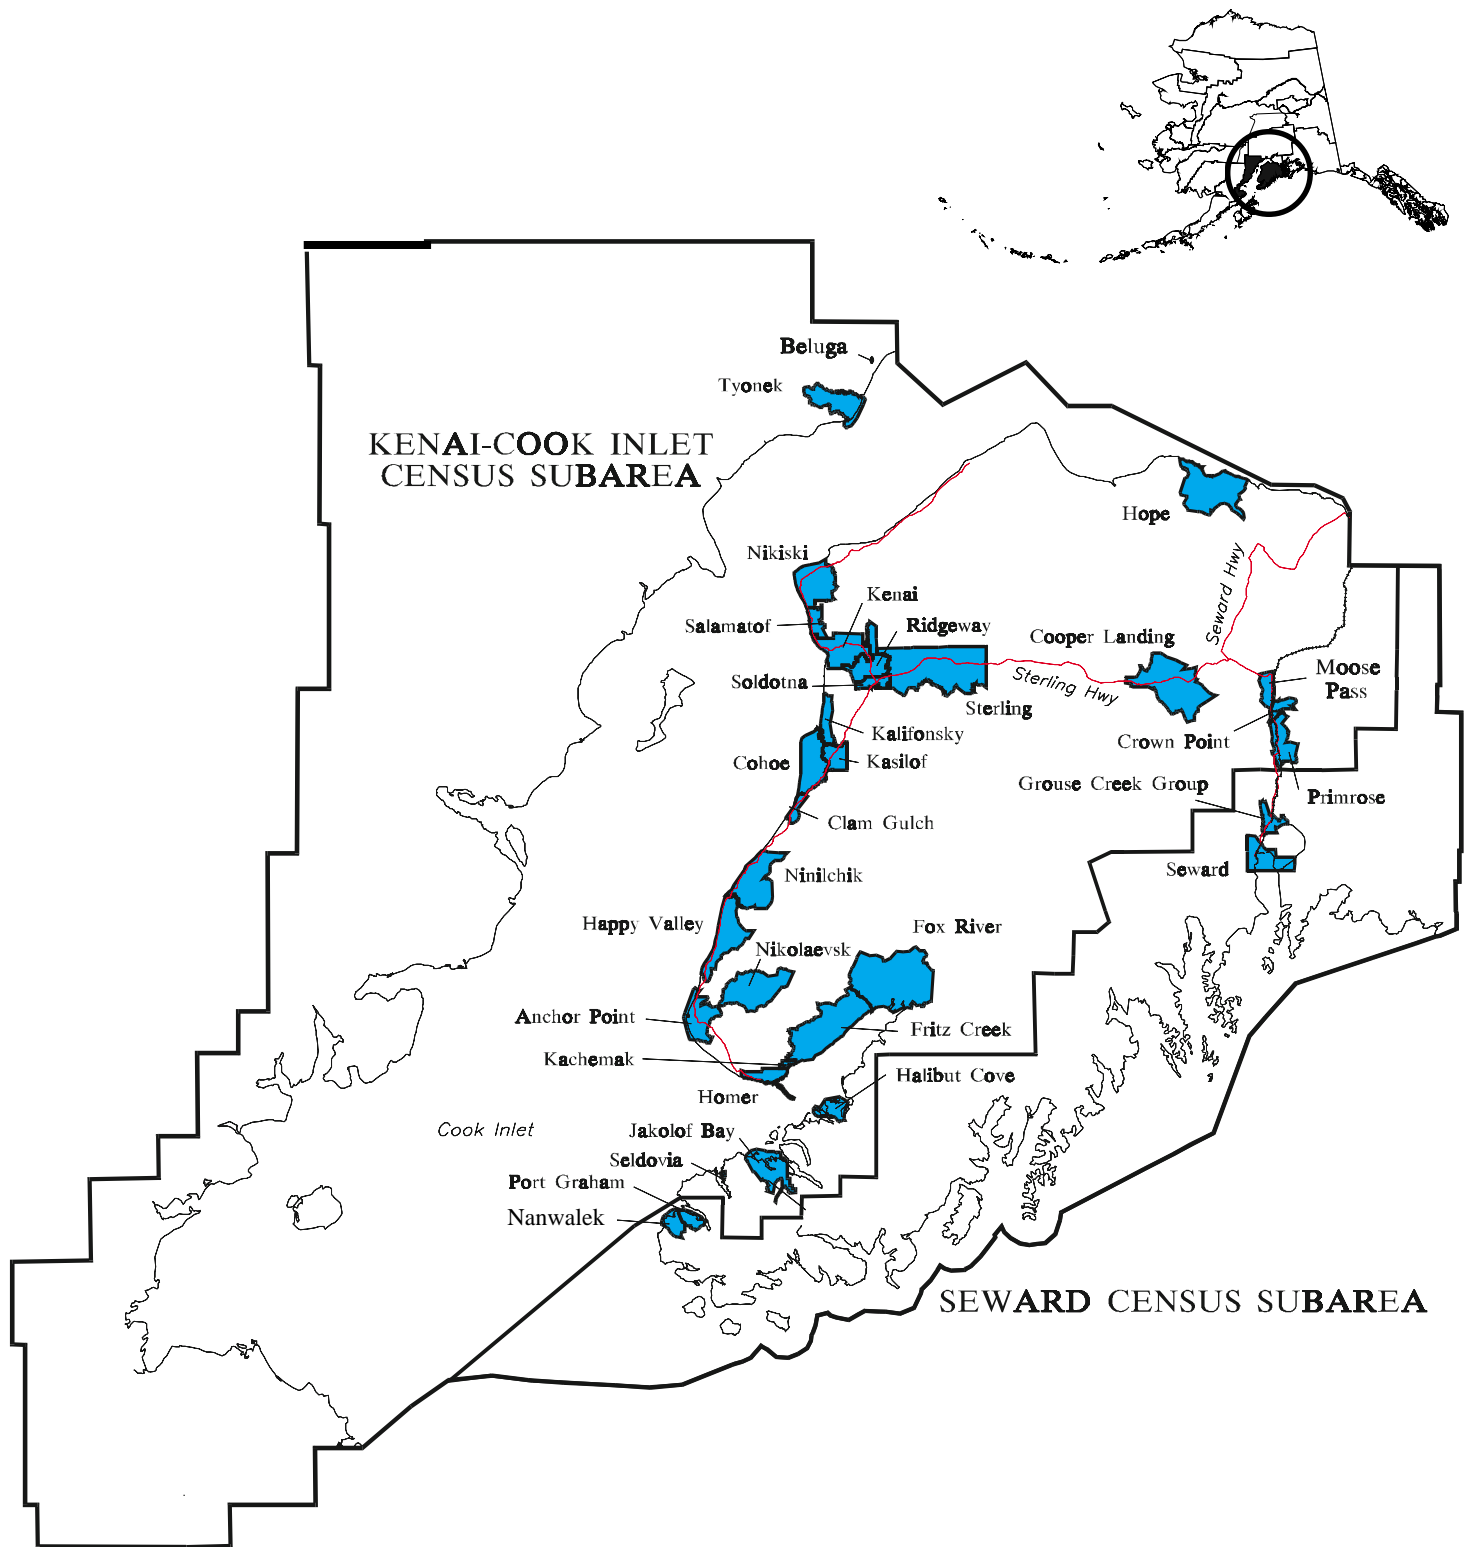 Beluga
Tyonek
KENAI-COOK INLET
CENSUS SUBAREA
Hope
Nikiski
Seward Hwy
Kenai
Salamatof
Ridgeway
Cooper Landing
Moose
Pass
Soldotna
Sterling Hwy
Sterling
Kalifonsky
Crown Point
Cohoe
Kasilof
Grouse Creek Group
Primrose
Clam Gulch
Seward
Ninilchik
Happy Valley
Fox River
Nikolaevsk
Anchor Point
Fritz Creek
Kachemak
Halibut Cove
Homer
Cook Inlet
Jakolof Bay
Seldovia
Port Graham
Nanwalek
SEWARD CENSUS SUBAREA